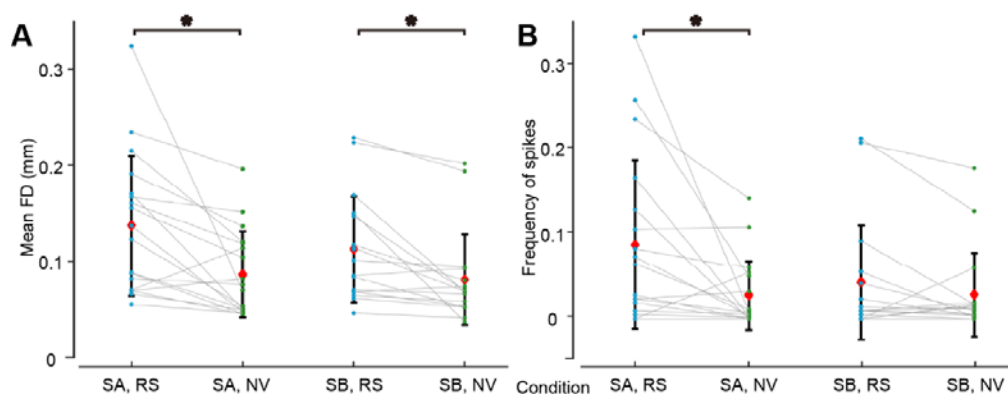 A
*
*
Mean FD (mm)
0.3
0.2
0.1
0
SA, RS
SA, NV
SB, RS
SB, NV
B
*
Frequency of spikes
0.3
0.2
0.1
0
Condition
SA, RS
SA, NV
SB, RS
SB, NV